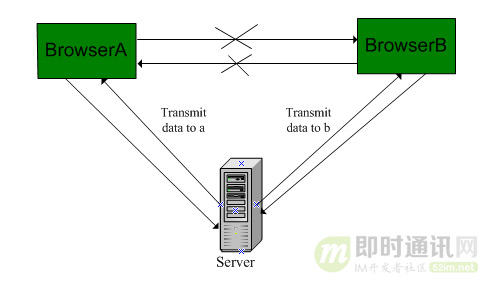 BrowserA
BrowserB
Transmit
data to a
Transmit
data to b
Server
即时通讯网
IM开发者社区 52im.net